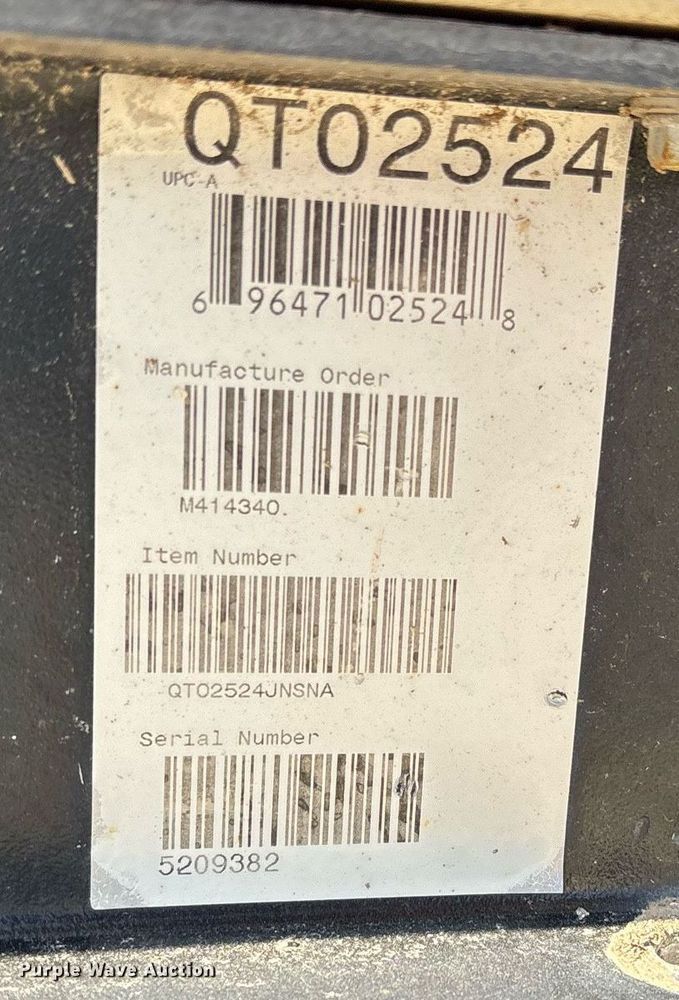 QT02524
UPC-A
6 96471 02524 8
Manufacture Order
M414340.
Item Number
QT02524JNSNA
Serial Number
5209382
Purple Wave Auction